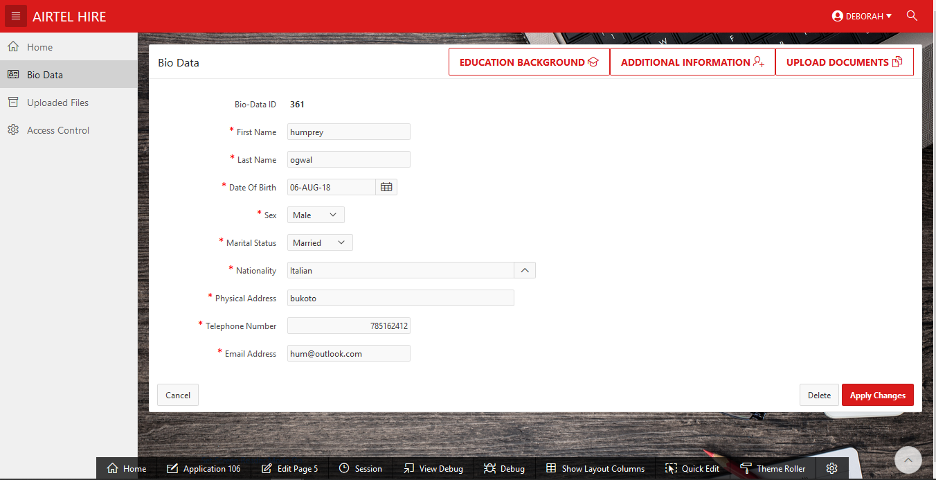 AIRTEL HIRE
DEBORAH
Home
Bio Data
Uploaded Files
Access Control
Bio Data
EDUCATION BACKGROUND
ADDITIONAL INFORMATION
UPLOAD DOCUMENTS
Bio-Data ID 361
* First Name humprey
* Last Name ogwal
* Date Of Birth 06-AUG-18
* Sex Male
* Marital Status Married
* Nationality Italian
* Physical Address bukoto
* Telephone Number 785162412
* Email Address hum@outlook.com
Cancel
Delete
Apply Changes
Home Application 106 Edit Page 5 Session View Debug Debug Show Layout Columns Quick Edit Theme Roller